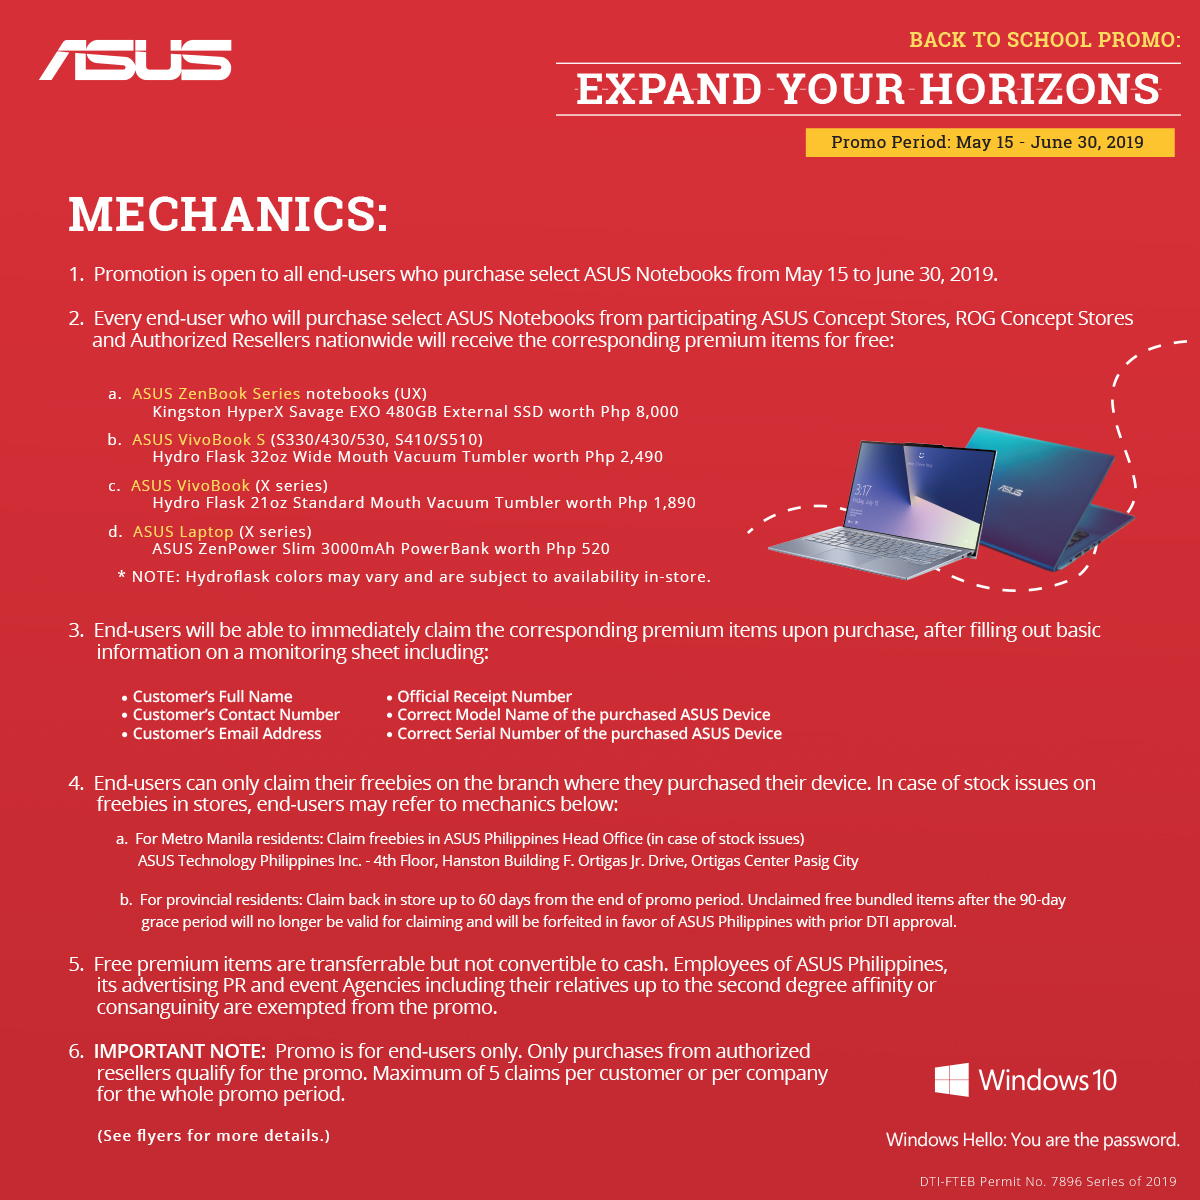 ASUS
BACK TO SCHOOL PROMO:
EXPAND YOUR HORIZONS
Promo Period: May 15 - June 30, 2019
MECHANICS:
1. Promotion is open to all end-users who purchase select ASUS Notebooks from May 15 to June 30, 2019.
2. Every end-user who will purchase select ASUS Notebooks from participating ASUS Concept Stores, ROG Concept Stores
and Authorized Resellers nationwide will receive the corresponding premium items for free:
a. ASUS ZenBook Series notebooks (UX)
Kingston HyperX Savage EXO 480GB External SSD worth Php 8,000
b. ASUS VivoBook S (S330/430/530, S410/S510)
Hydro Flask 32oz Wide Mouth Vacuum Tumbler worth Php 2,490
c. ASUS VivoBook (X series)
Hydro Flask 21oz Standard Mouth Vacuum Tumbler worth Php 1,890
d. ASUS Laptop (X series)
ASUS ZenPower Slim 3000mAh PowerBank worth Php 520
* NOTE: Hydroflask colors may vary and are subject to availability in-store.
3:17
ASUS
3. End-users will be able to immediately claim the corresponding premium items upon purchase, after filling out basic
information on a monitoring sheet including:
• Customer's Full Name
• Customer's Contact Number
• Customer's Email Address
• Official Receipt Number
• Correct Model Name of the purchased ASUS Device
• Correct Serial Number of the purchased ASUS Device
4. End-users can only claim their freebies on the branch where they purchased their device. In case of stock issues on
freebies in stores, end-users may refer to mechanics below:
a. For Metro Manila residents: Claim freebies in ASUS Philippines Head Office (in case of stock issues)
ASUS Technology Philippines Inc. - 4th Floor, Hanston Building F. Ortigas Jr. Drive, Ortigas Center Pasig City
b. For provincial residents: Claim back in store up to 60 days from the end of promo period. Unclaimed free bundled items after the 90-day
grace period will no longer be valid for claiming and will be forfeited in favor of ASUS Philippines with prior DTI approval.
5. Free premium items are transferrable but not convertible to cash. Employees of ASUS Philippines,
its advertising PR and event Agencies including their relatives up to the second degree affinity or
consanguinity are exempted from the promo.
6. IMPORTANT NOTE: Promo is for end-users only. Only purchases from authorized
resellers qualify for the promo. Maximum of 5 claims per customer or per company
for the whole promo period.
(See flyers for more details.)
Windows 10
Windows Hello: You are the password.
DTI-FTEB Permit No. 7896 Series of 2019